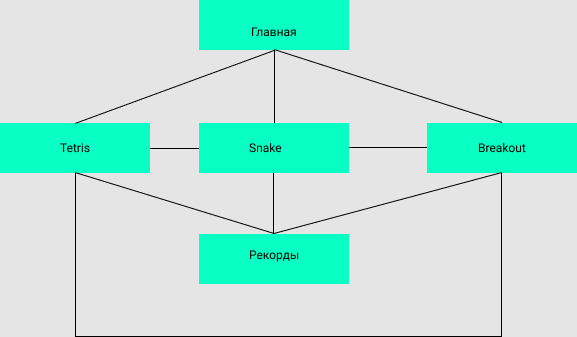 Главная
Tetris
Snake
Breakout
Рекорды